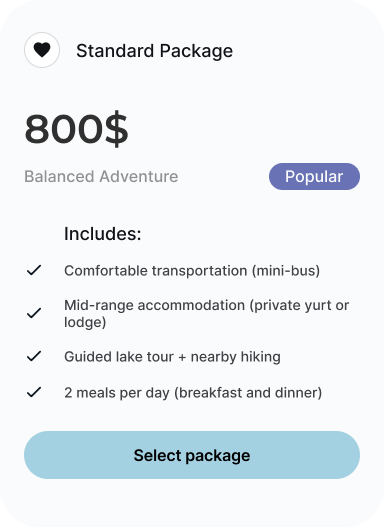 Standard Package
800$
Balanced Adventure
Popular
Includes:
Comfortable transportation (mini-bus)
Mid-range accommodation (private yurt or
lodge)
Guided lake tour + nearby hiking
2 meals per day (breakfast and dinner)
Select package